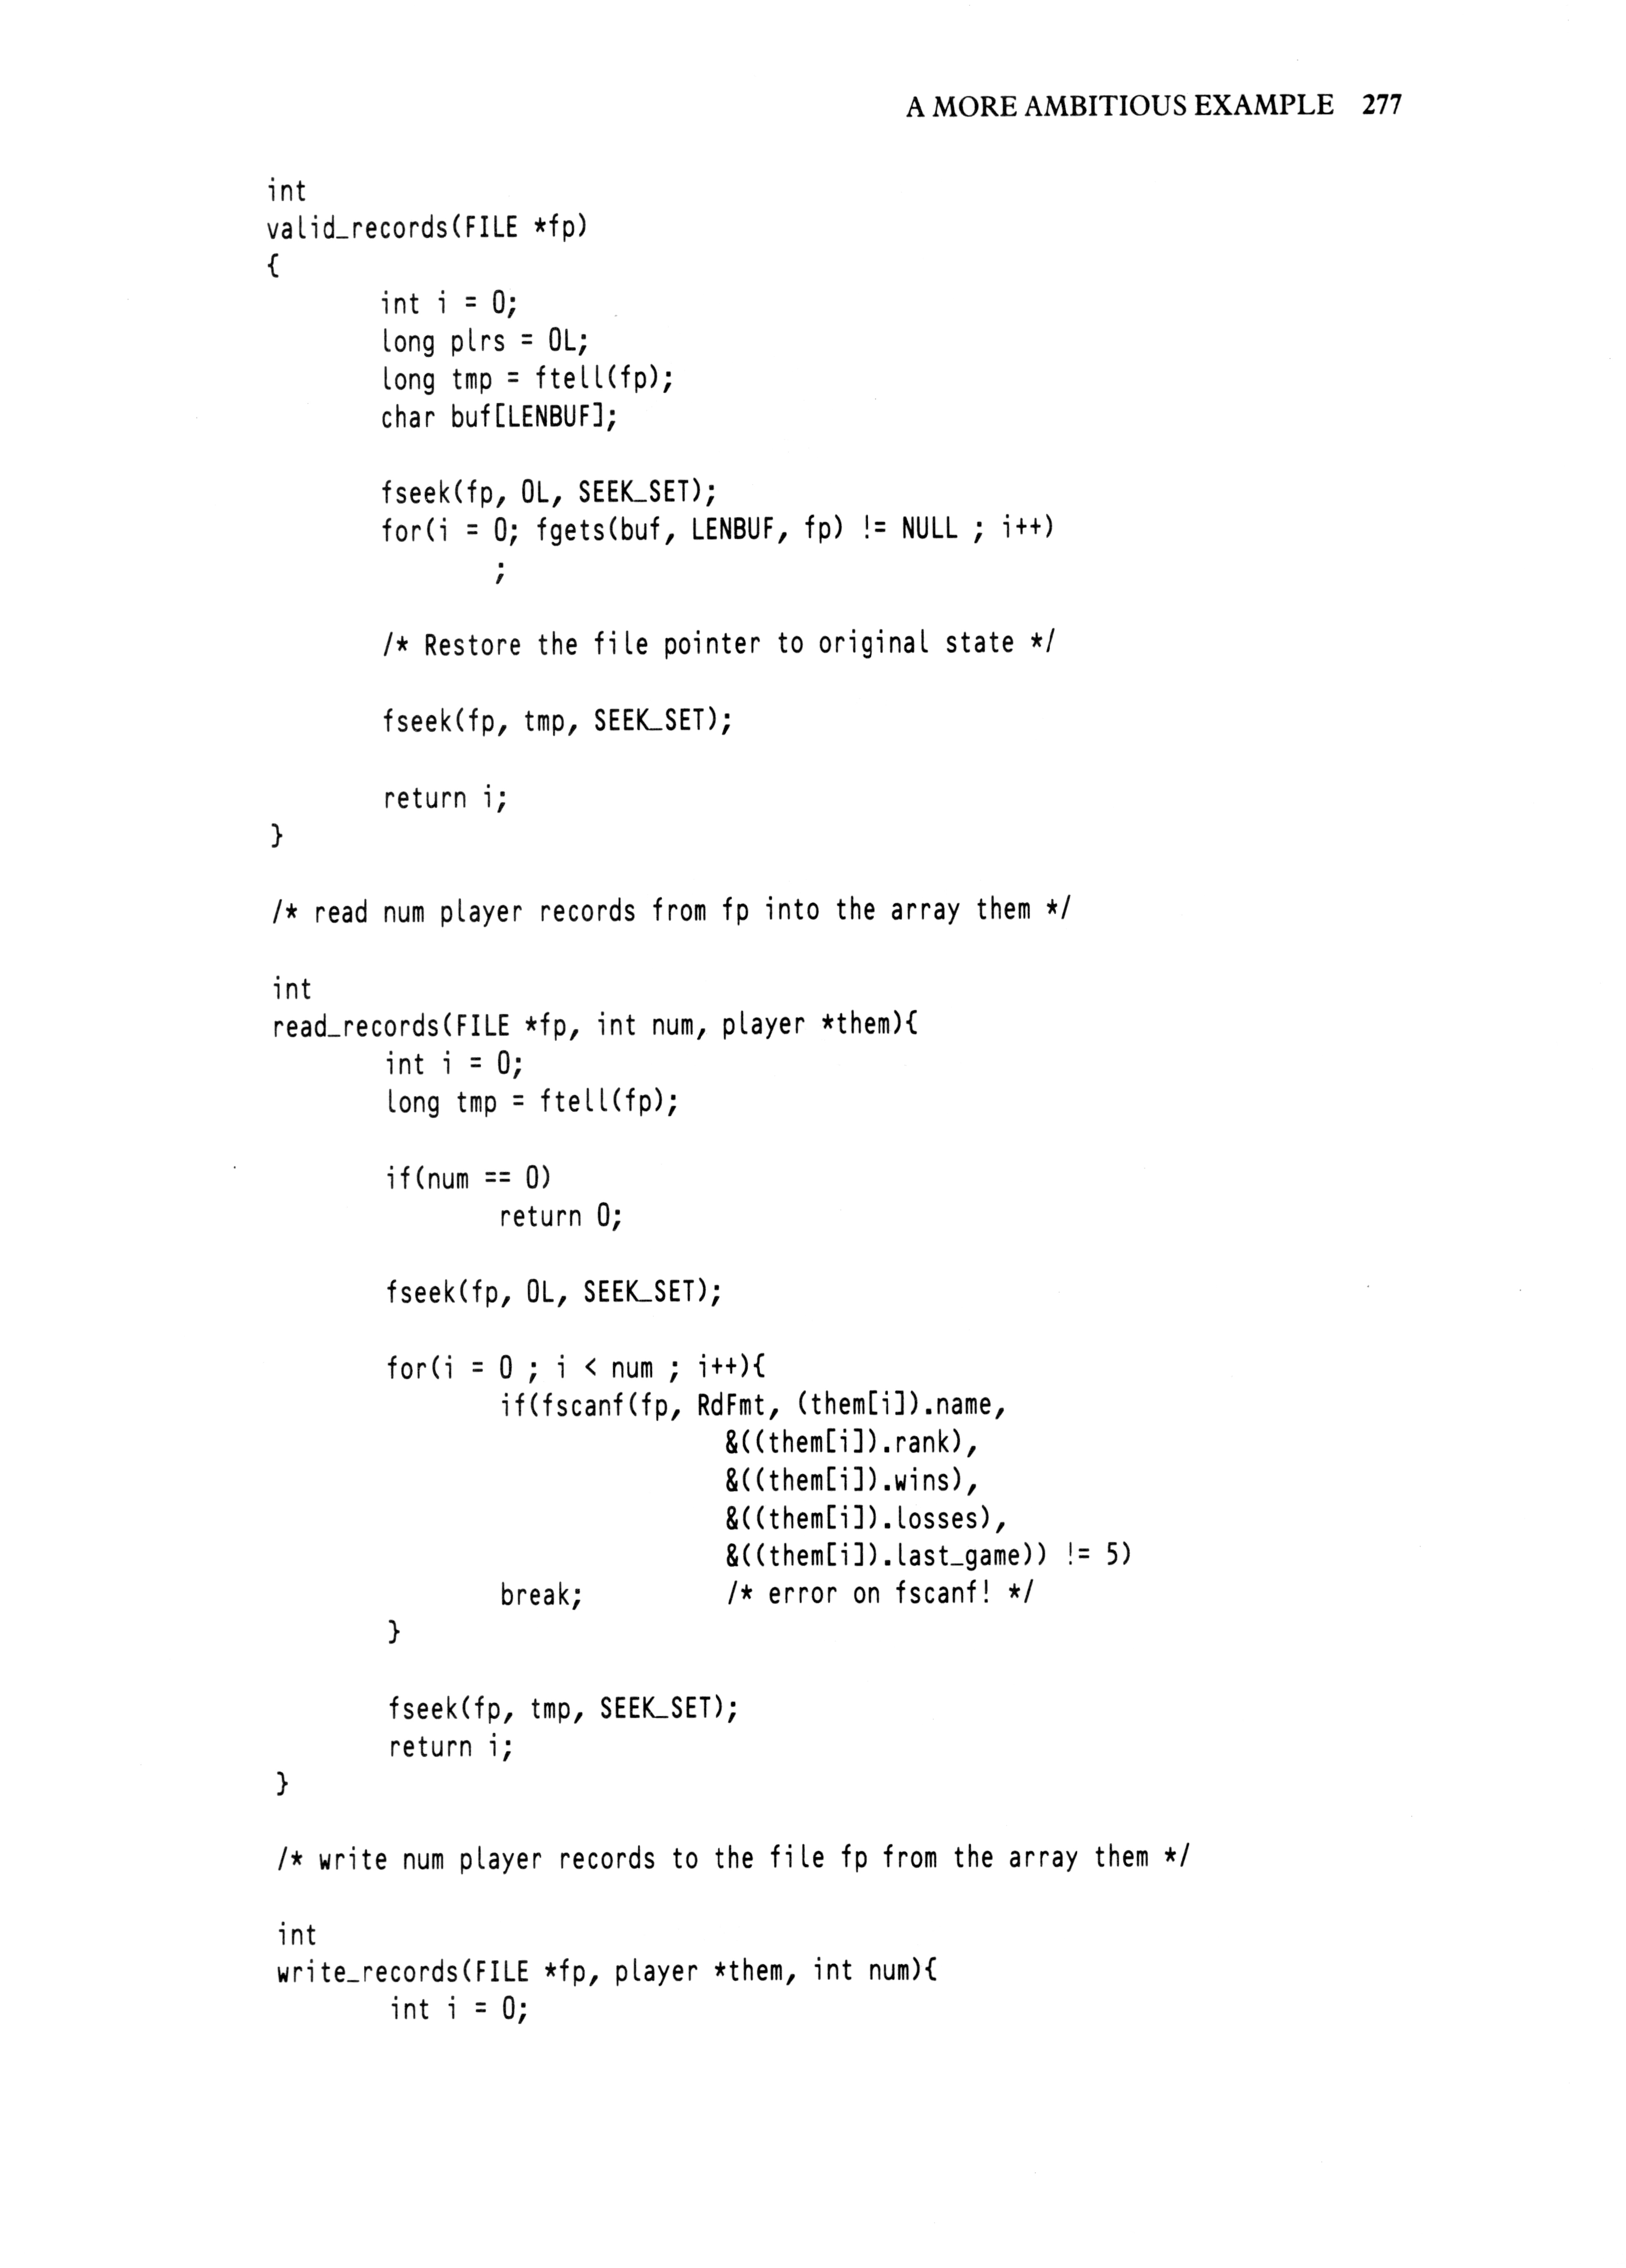 A MORE AMBITIOUS EXAMPLE 277
int
valid_records(FILE *fp)
{
int i = 0;
long plrs = 0L;
long tmp = ftell(fp);
char buf[LENBUF];
fseek(fp, 0L, SEEK_SET);
for(i = 0; fgets(buf, LENBUF, fp) != NULL ; i++)
;
/* Restore the file pointer to original state */
fseek(fp, tmp, SEEK_SET);
return i;
}
/* read num player records from fp into the array them */
int
read_records(FILE *fp, int num, player *them){
int i = 0;
long tmp = ftell(fp);
if(num == 0)
return 0;
fseek(fp, 0L, SEEK_SET);
for(i = 0 ; i < num ; i++){
if(fscanf(fp, RdFmt, (them[i]).name,
&((them[i]).rank),
&((them[i]).wins),
&((them[i]).losses),
&((them[i]).last_game)) != 5)
break; /* error on fscanf! */
}
fseek(fp, tmp, SEEK_SET);
return i;
}
/* write num player records to the file fp from the array them */
int
write_records(FILE *fp, player *them, int num){
int i = 0;